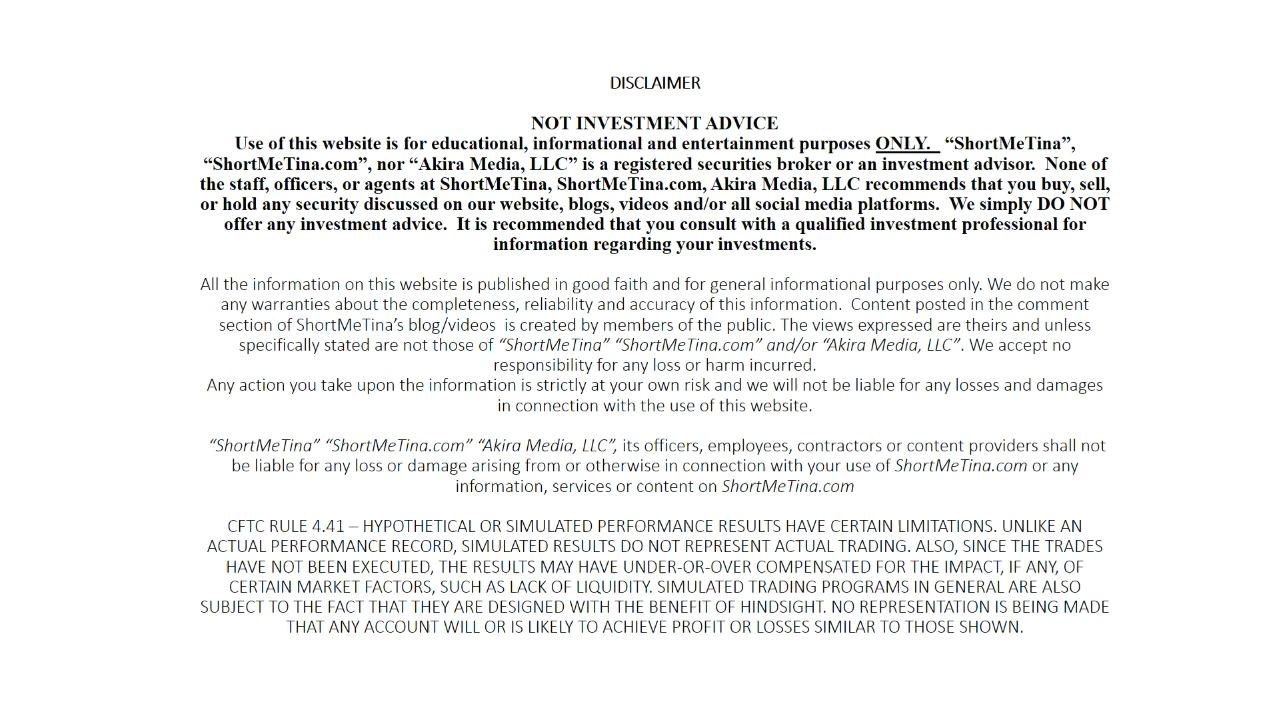 DISCLAIMER
NOT INVESTMENT ADVICE
Use of this website is for educational, informational and entertainment purposes ONLY.  “ShortMeTina”,
“ShortMeTina.com”, nor “Akira Media, LLC” is a registered securities broker or an investment advisor.  None of
the staff, officers, or agents at ShortMeTina, ShortMeTina.com, Akira Media, LLC recommends that you buy, sell,
or hold any security discussed on our website, blogs, videos and/or all social media platforms.  We simply DO NOT
offer any investment advice.  It is recommended that you consult with a qualified investment professional for
information regarding your investments.
All the information on this website is published in good faith and for general informational purposes only. We do not make
any warranties about the completeness, reliability and accuracy of this information.  Content posted in the comment
section of ShortMeTina’s blog/videos  is created by members of the public. The views expressed are theirs and unless
specifically stated are not those of “ShortMeTina” “ShortMeTina.com” and/or “Akira Media, LLC”. We accept no
responsibility for any loss or harm incurred.
Any action you take upon the information is strictly at your own risk and we will not be liable for any losses and damages
in connection with the use of this website.
“ShortMeTina” “ShortMeTina.com” “Akira Media, LLC”, its officers, employees, contractors or content providers shall not
be liable for any loss or damage arising from or otherwise in connection with your use of ShortMeTina.com or any
information, services or content on ShortMeTina.com
CFTC RULE 4.41 – HYPOTHETICAL OR SIMULATED PERFORMANCE RESULTS HAVE CERTAIN LIMITATIONS. UNLIKE AN
ACTUAL PERFORMANCE RECORD, SIMULATED RESULTS DO NOT REPRESENT ACTUAL TRADING. ALSO, SINCE THE TRADES
HAVE NOT BEEN EXECUTED, THE RESULTS MAY HAVE UNDER-OR-OVER COMPENSATED FOR THE IMPACT, IF ANY, OF
CERTAIN MARKET FACTORS, SUCH AS LACK OF LIQUIDITY. SIMULATED TRADING PROGRAMS IN GENERAL ARE ALSO
SUBJECT TO THE FACT THAT THEY ARE DESIGNED WITH THE BENEFIT OF HINDSIGHT. NO REPRESENTATION IS BEING MADE
THAT ANY ACCOUNT WILL OR IS LIKELY TO ACHIEVE PROFIT OR LOSSES SIMILAR TO THOSE SHOWN.